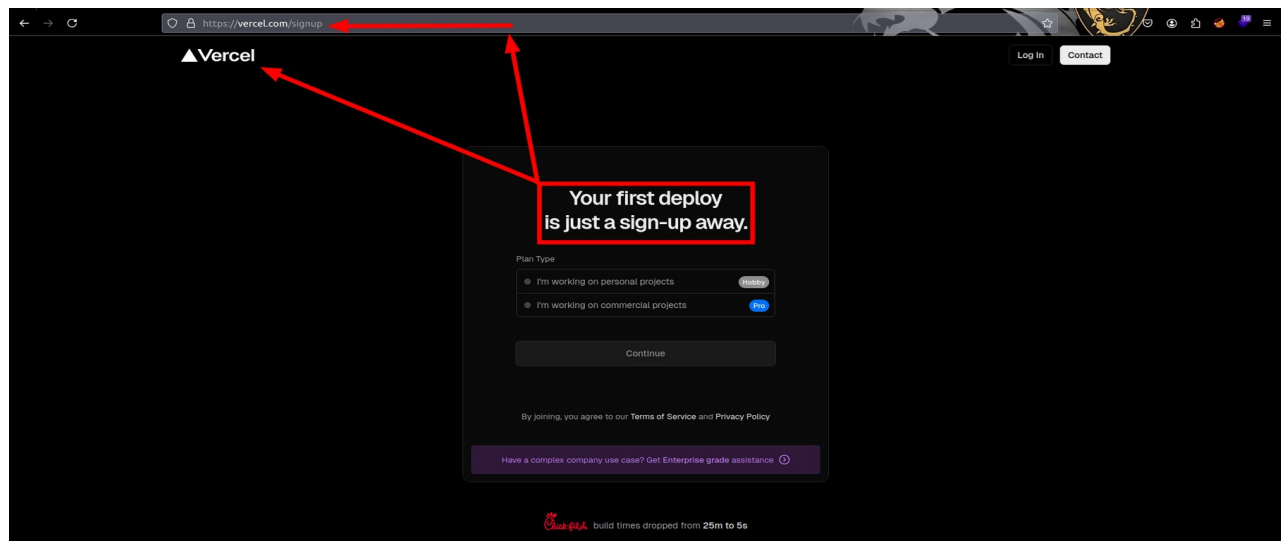 https://vercel.com/signup
19
Vercel
Log In
Contact
Your first deploy
is just a sign-up away.
Plan Type
I'm working on personal projects
Hobby
I'm working on commercial projects
Pro
Continue
By joining, you agree to our Terms of Service and Privacy Policy
Have a complex company use case? Get Enterprise grade assistance
Chick-fil-A build times dropped from 25m to 5s